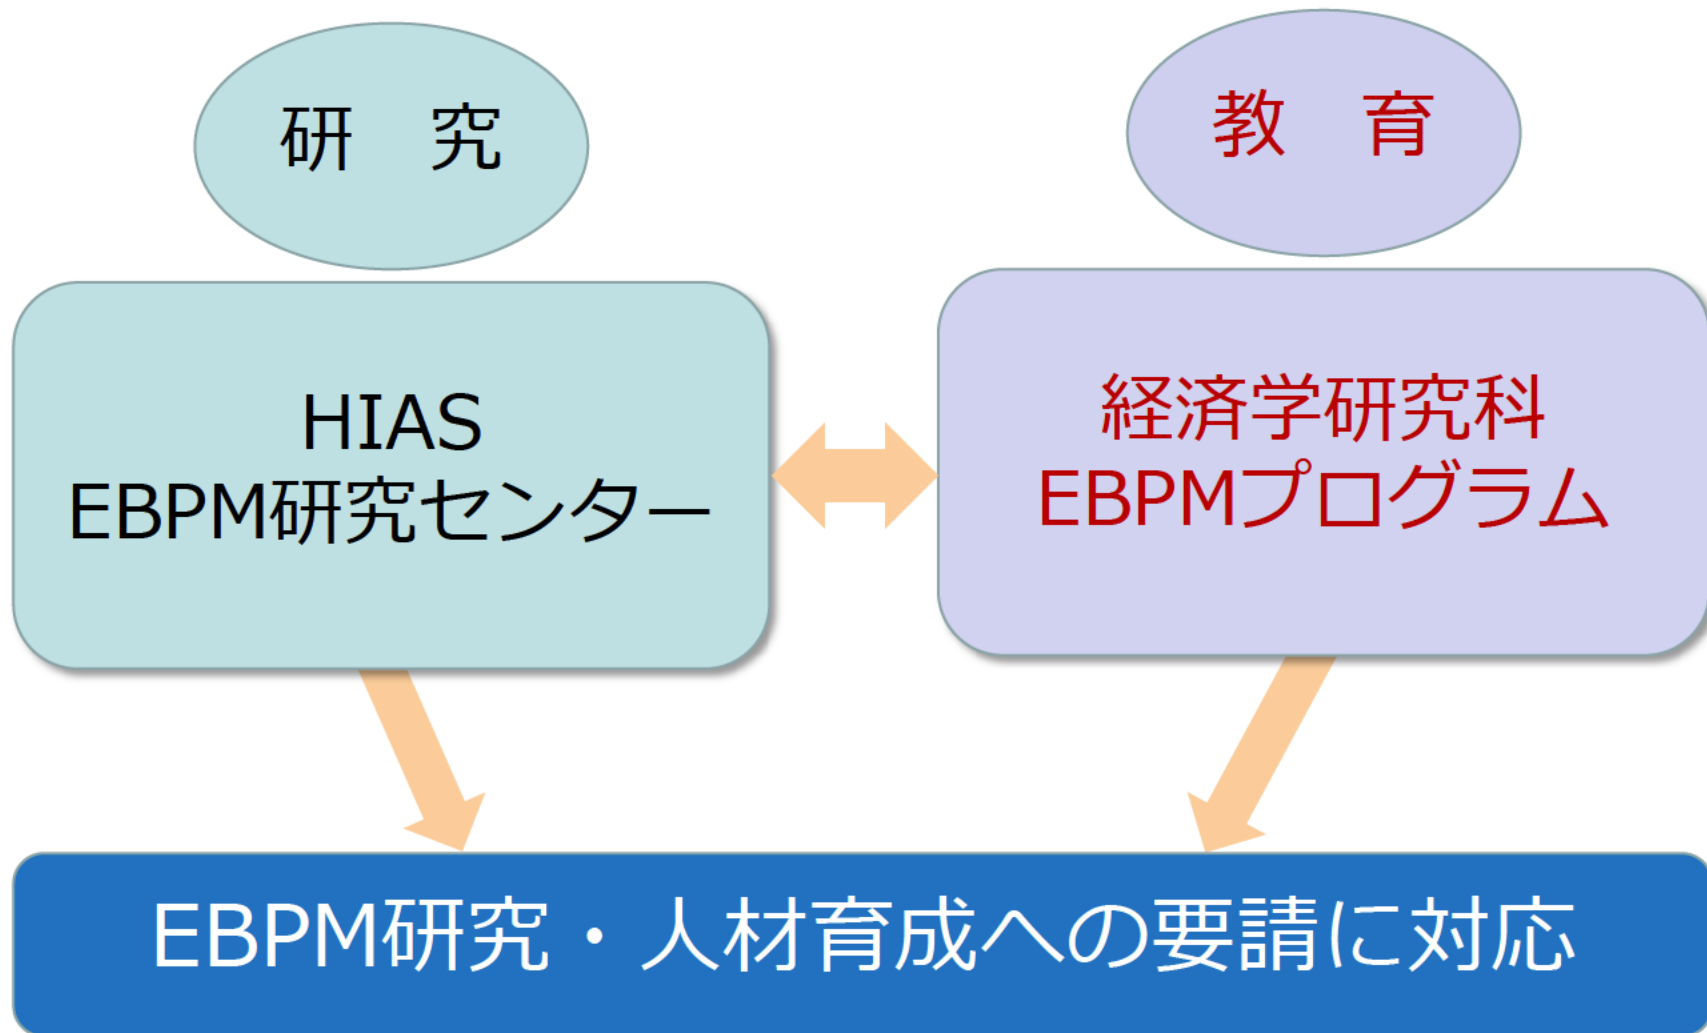 研　究
教　育
HIAS
EBPM研究センター
経済学研究科
EBPMプログラム
EBPM研究・人材育成への要請に対応